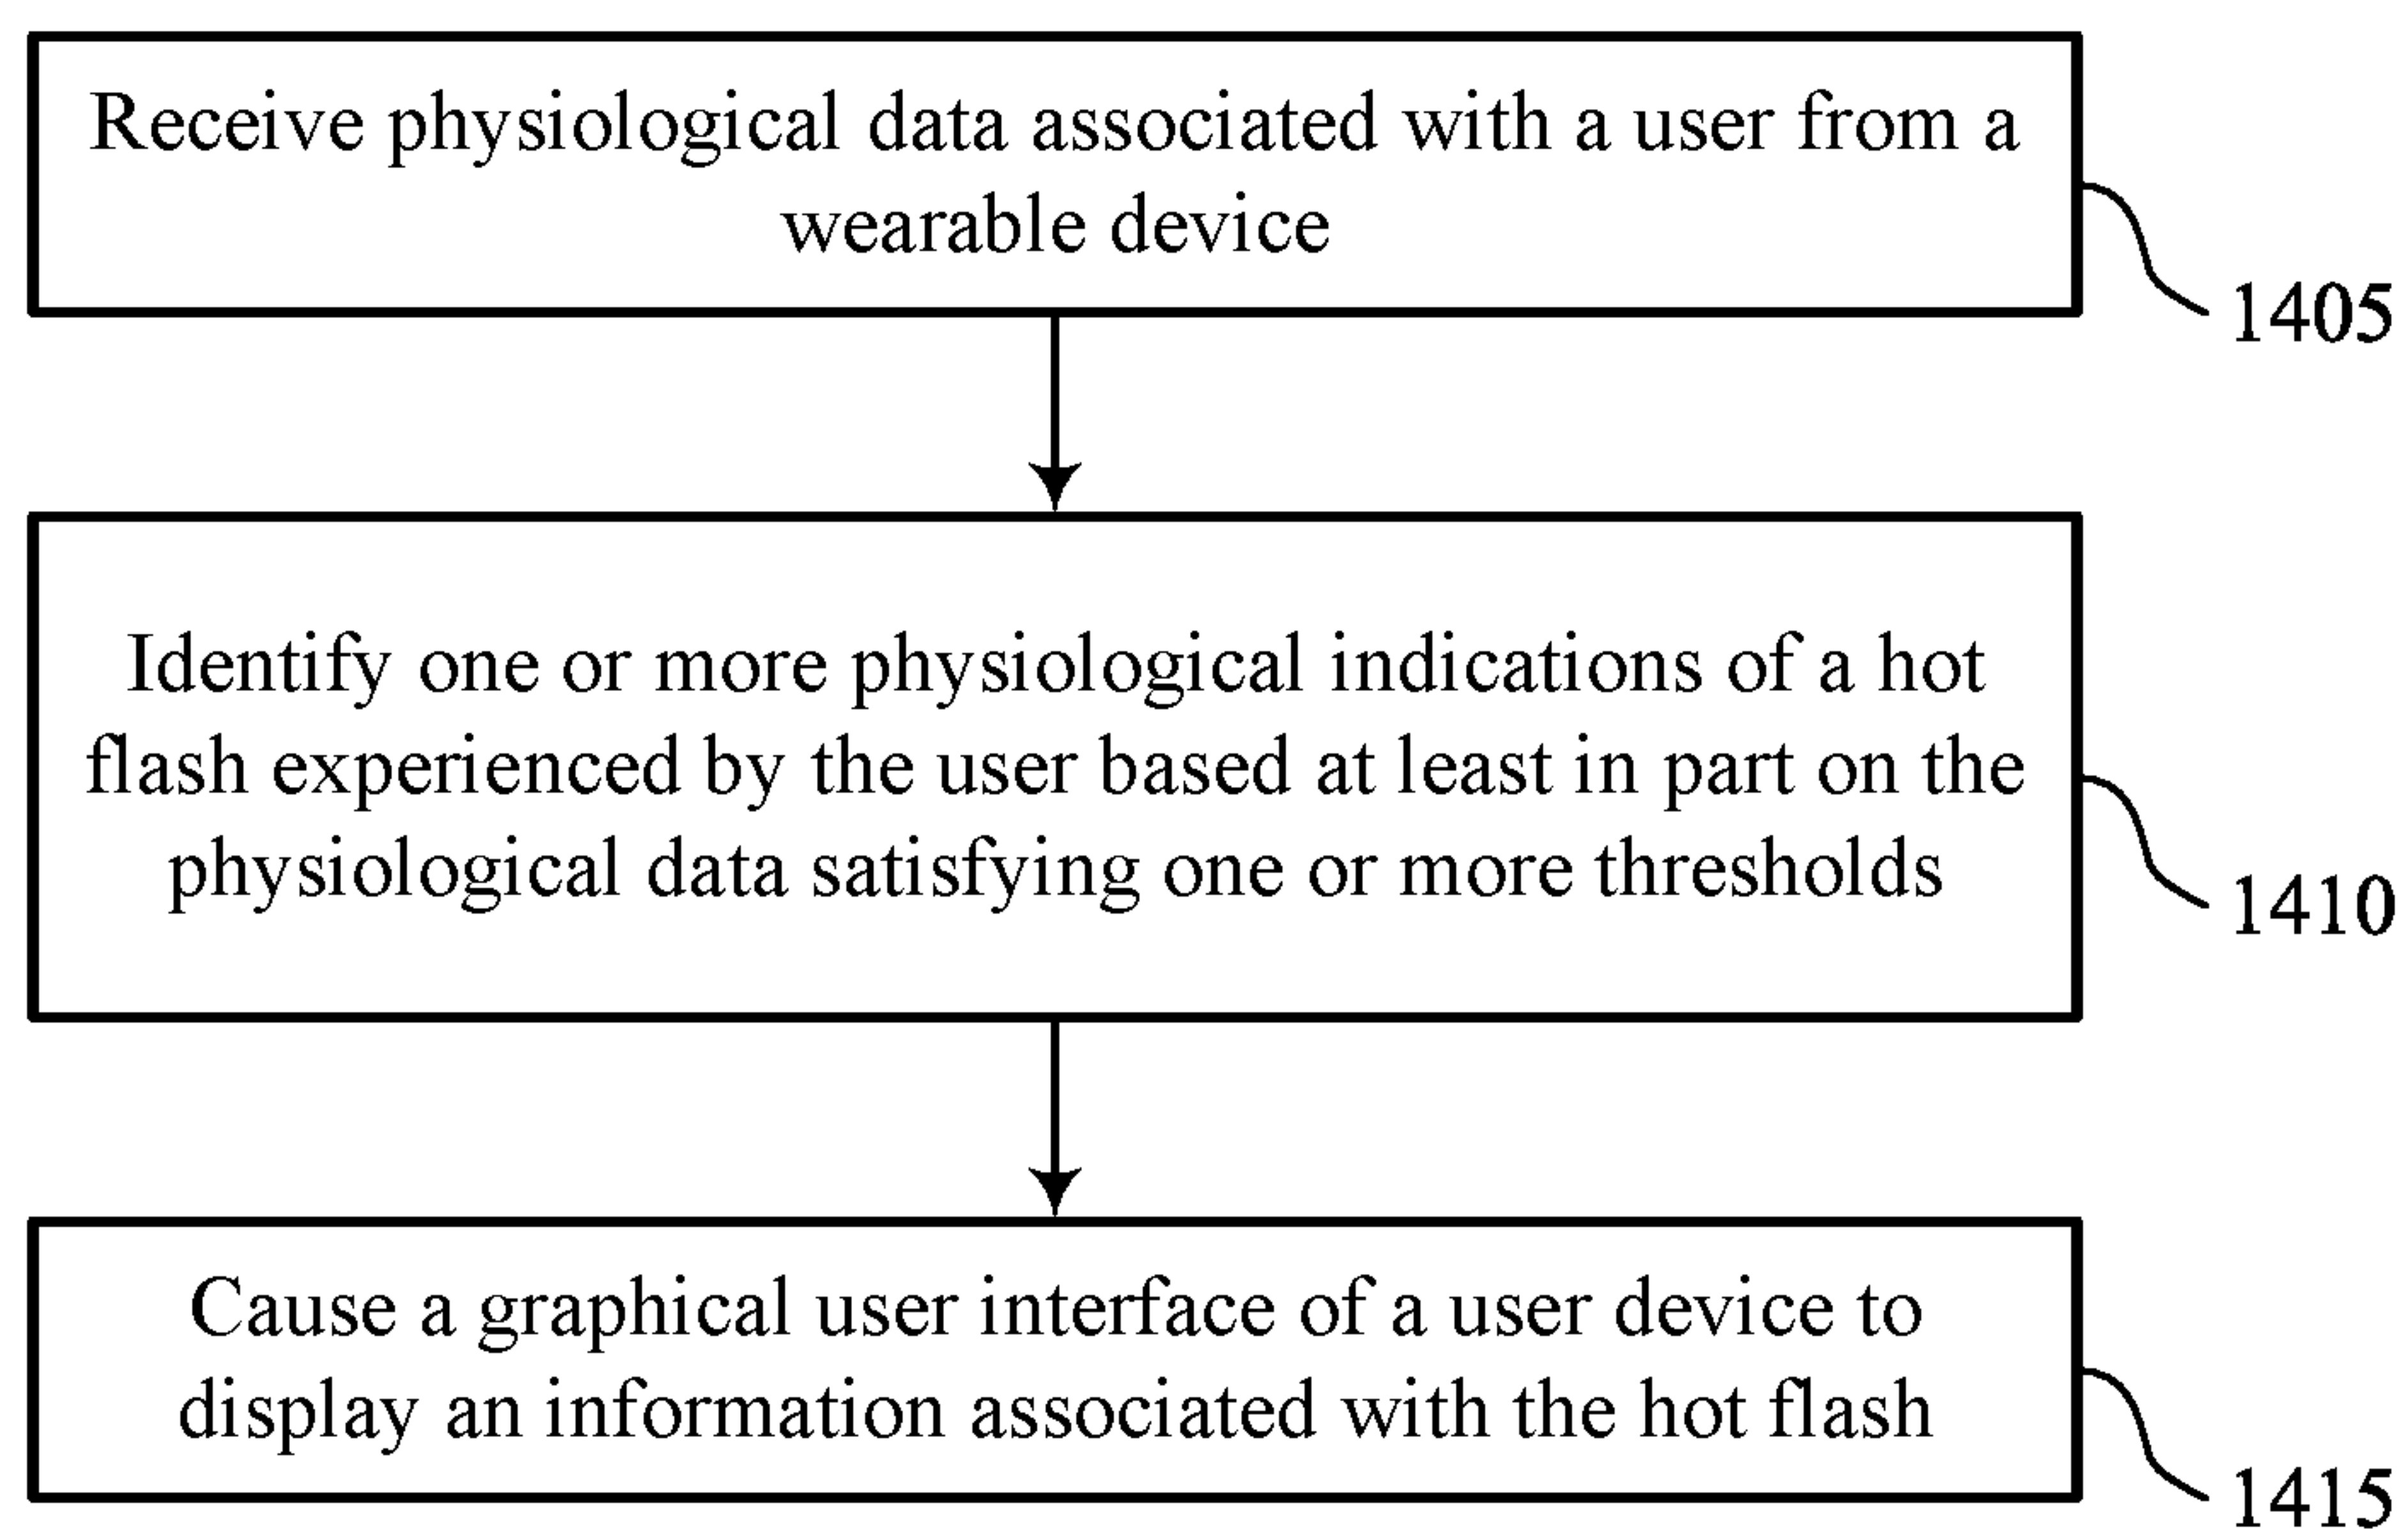 Receive physiological data associated with a user from a
wearable device
1405
Identify one or more physiological indications of a hot
flash experienced by the user based at least in part on the
physiological data satisfying one or more thresholds
1410
Cause a graphical user interface of a user device to
display an information associated with the hot flash
1415